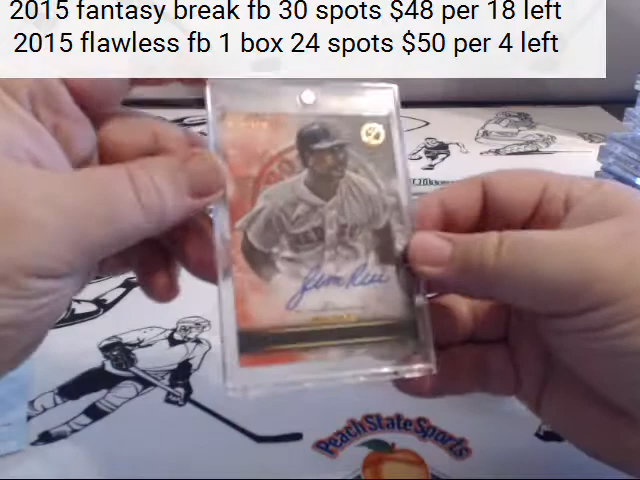 2015 fantasy break fb 30 spots $48 per 18 left
2015 flawless fb 1 box 24 spots $50 per 4 left
Jim Rice
Peach State Sports